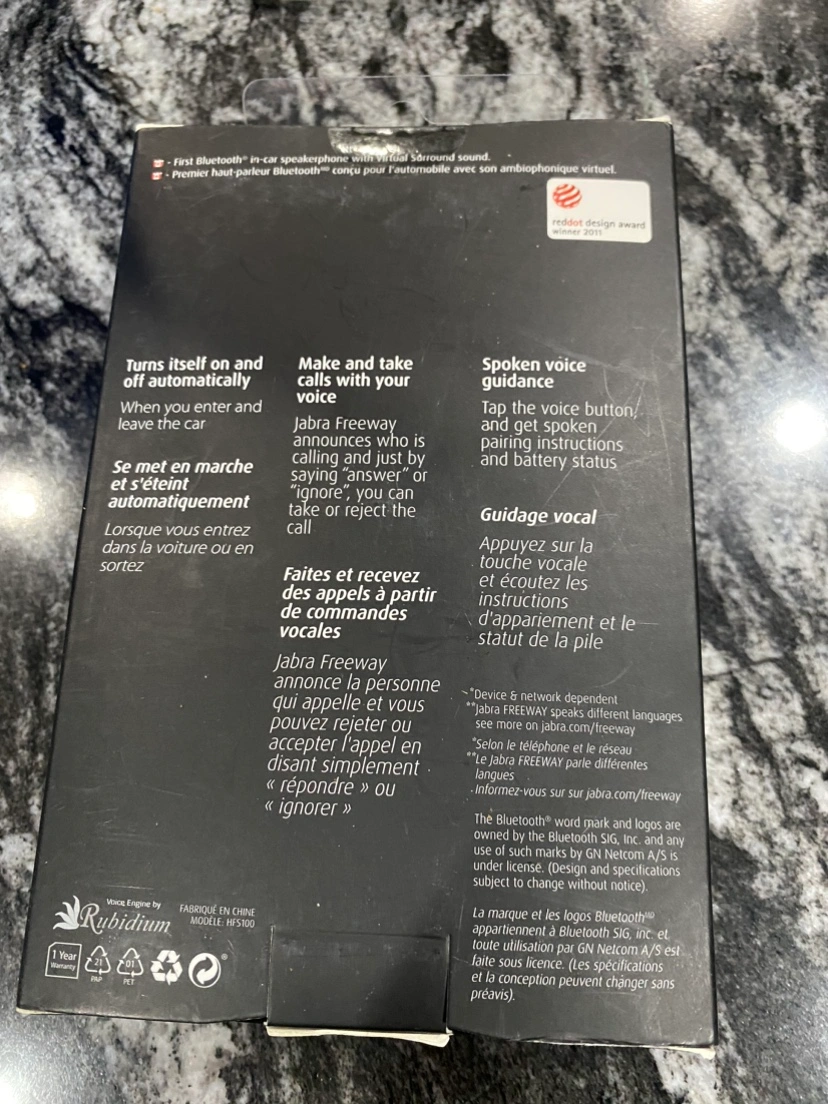 - First Bluetooth® in-car speakerphone with Virtual Surround sound.
- Premier haut-parleur Bluetooth^MD conçu pour l'automobile avec son ambiophonique virtuel.
reddot design award
winner 2011
Turns itself on and
off automatically
When you enter and
leave the car
Se met en marche
et s'éteint
automatiquement
Lorsque vous entrez
dans la voiture ou en
sortez
Make and take
calls with your
voice
Jabra Freeway
announces who is
calling and just by
saying "answer" or
"ignore", you can
take or reject the
call
Faites et recevez
des appels à partir
de commandes
vocales
Jabra Freeway
annonce la personne
qui appelle et vous
pouvez rejeter ou
accepter l'appel en
disant simplement
« répondre » ou
« ignorer »
Spoken voice
guidance
Tap the voice button,
and get spoken
pairing instructions
and battery status
Guidage vocal
Appuyez sur la
touche vocale
et écoutez les
instructions
d'appariement et le
statut de la pile
*Device & network dependent
**Jabra FREEWAY speaks different languages
see more on jabra.com/freeway
*Selon le téléphone et le réseau
**Le Jabra FREEWAY parle différentes
langues
Informez-vous sur sur jabra.com/freeway
The Bluetooth® word mark and logos are
owned by the Bluetooth SIG, Inc. and any
use of such marks by GN Netcom A/S is
under license. (Design and specifications
subject to change without notice).
La marque et les logos Bluetooth^MD
appartiennent à Bluetooth SIG, inc. et
toute utilisation par GN Netcom A/S est
faite sous licence. (Les spécifications
et la conception peuvent changer sans
préavis).
Voice Engine by
Rubidium
FABRIQUÉ EN CHINE
MODÈLE: HFS100
1 Year
Warranty
21
PAP
01
PET
®